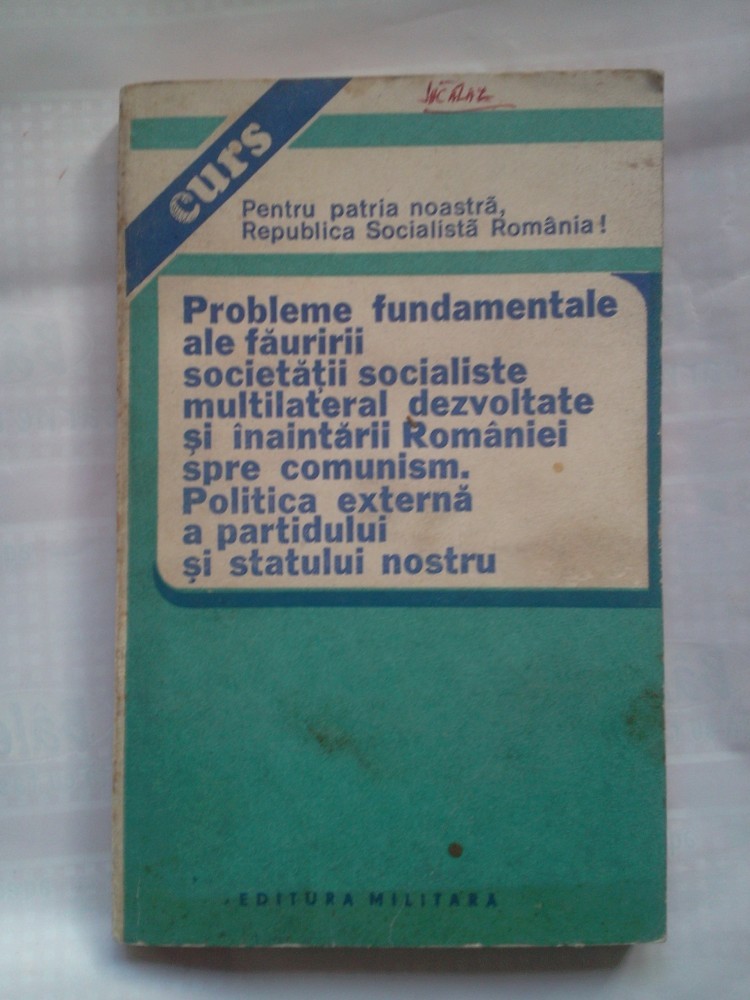 curs
Pentru patria noastră,
Republica Socialistă România!
Probleme fundamentale
ale făuririi
societății socialiste
multilateral dezvoltate
și înaintării României
spre comunism.
Politica externă
a partidului
și statului nostru
EDITURA MILITARA